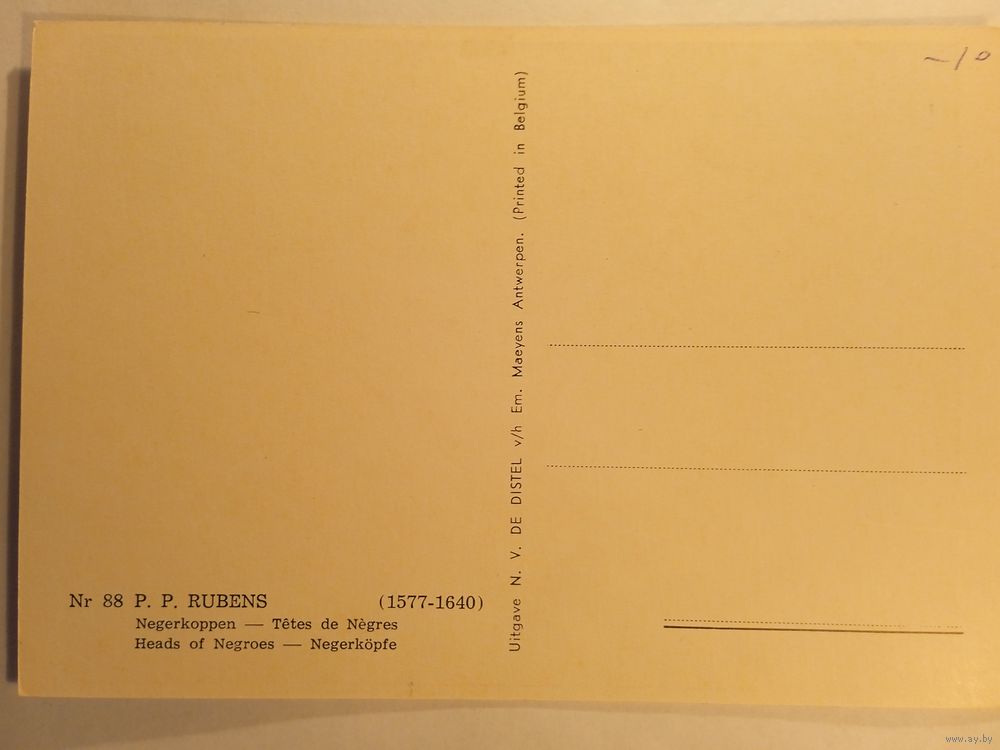 Nr 88 P. P. RUBENS (1577-1640)
Negerkoppen — Têtes de Nègres
Heads of Negroes — Negerköpfe
Uitgave N. V. DE DISTEL v/h Em. Maeyens Antwerpen. (Printed in Belgium)
–10
www.ay.by